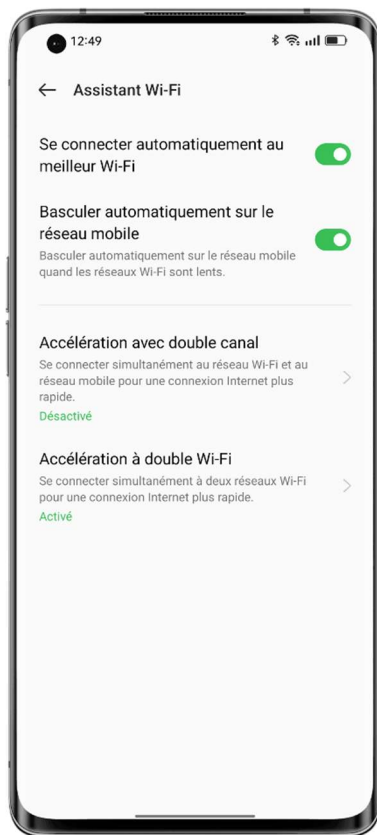 12:49
Assistant Wi-Fi
Se connecter automatiquement au
meilleur Wi-Fi
Basculer automatiquement sur le
réseau mobile
Basculer automatiquement sur le réseau mobile
quand les réseaux Wi-Fi sont lents.
Accélération avec double canal
Se connecter simultanément au réseau Wi-Fi et au
réseau mobile pour une connexion Internet plus
rapide.
Désactivé
Accélération à double Wi-Fi
Se connecter simultanément à deux réseaux Wi-Fi
pour une connexion Internet plus rapide.
Activé